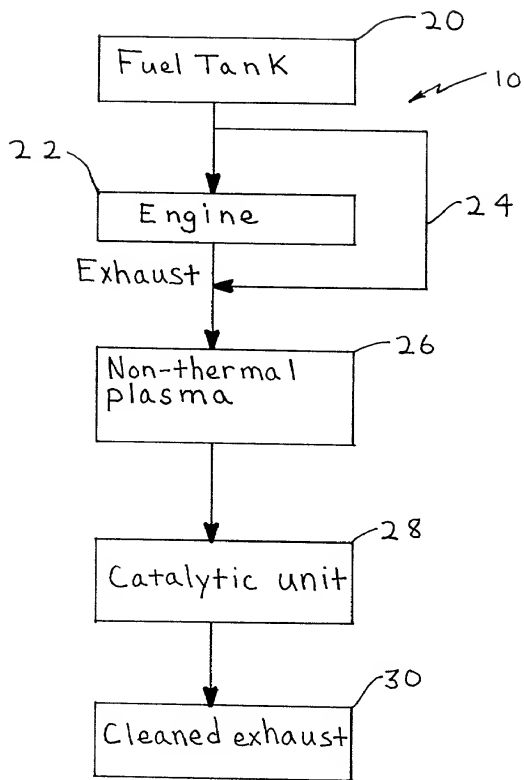 20
Fuel Tank
10
22
Engine
24
Exhaust
26
Non-thermal
plasma
28
Catalytic unit
30
Cleaned exhaust